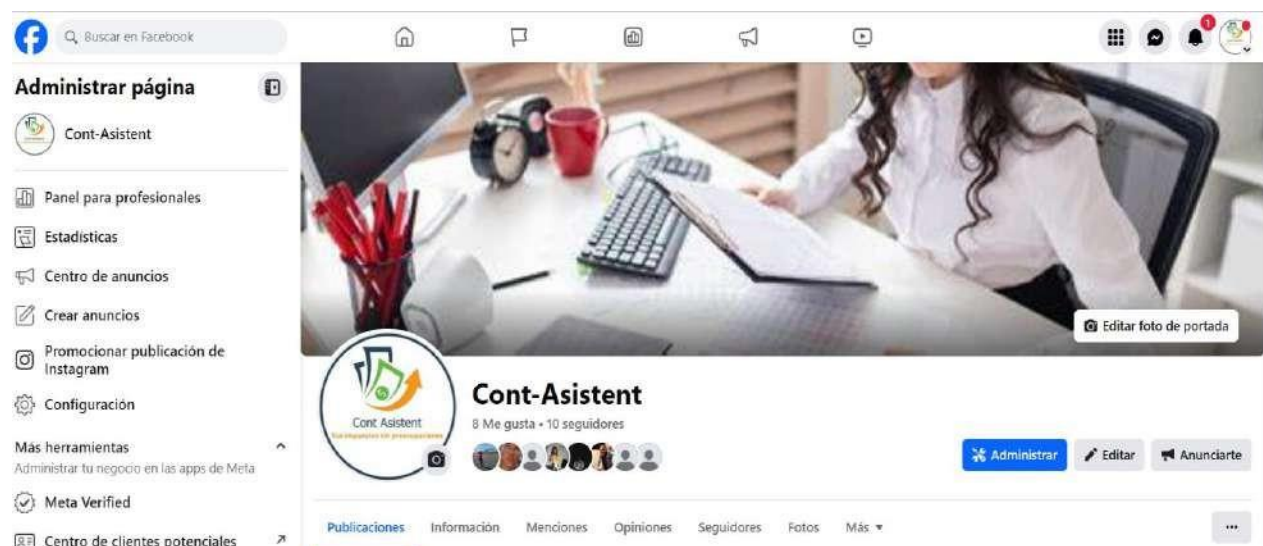 Buscar en Facebook
1
Administrar página
Cont-Asistent
Panel para profesionales
Estadísticas
Centro de anuncios
Crear anuncios
Promocionar publicación de
Instagram
Configuración
Más herramientas
Administrar tu negocio en las apps de Meta
Meta Verified
Centro de clientes potenciales
Editar foto de portada
Cont Asistent
Cont-Asistent
8 Me gusta • 10 seguidores
Administrar
Editar
Anunciarte
Publicaciones Información Menciones Opiniones Seguidores Fotos Más